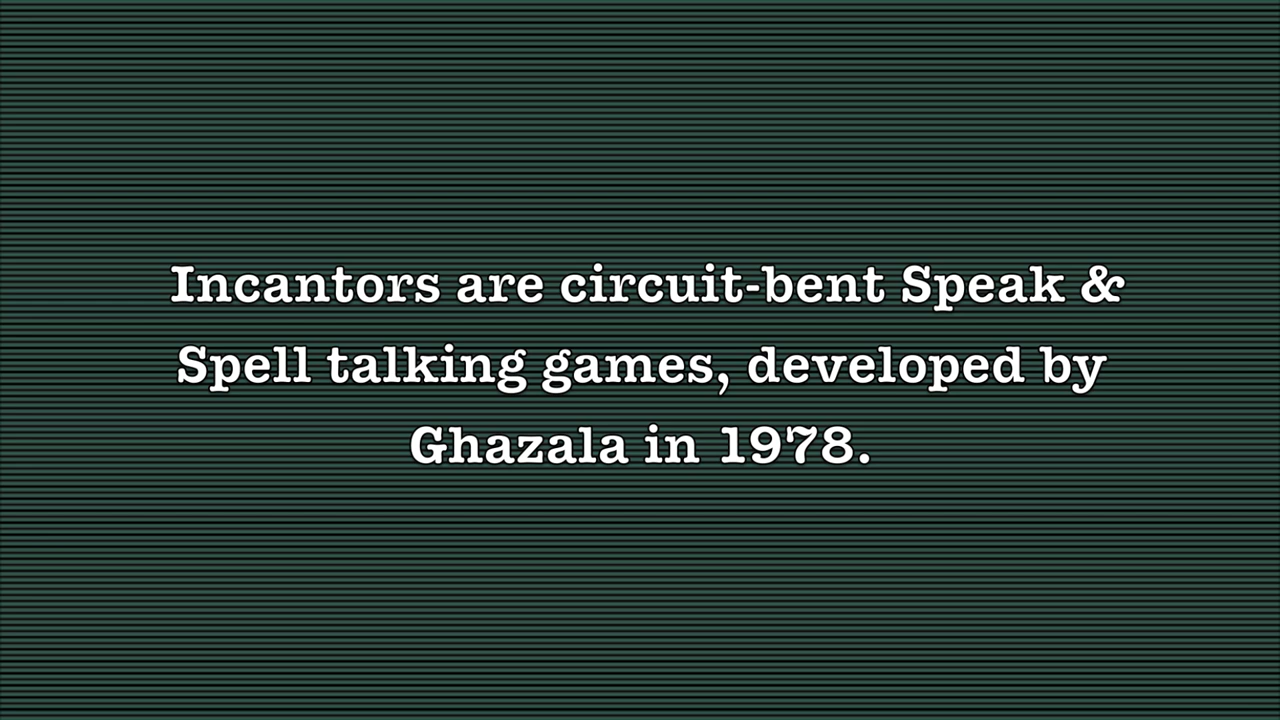 Incantors are circuit-bent Speak &
Spell talking games, developed by
Ghazala in 1978.